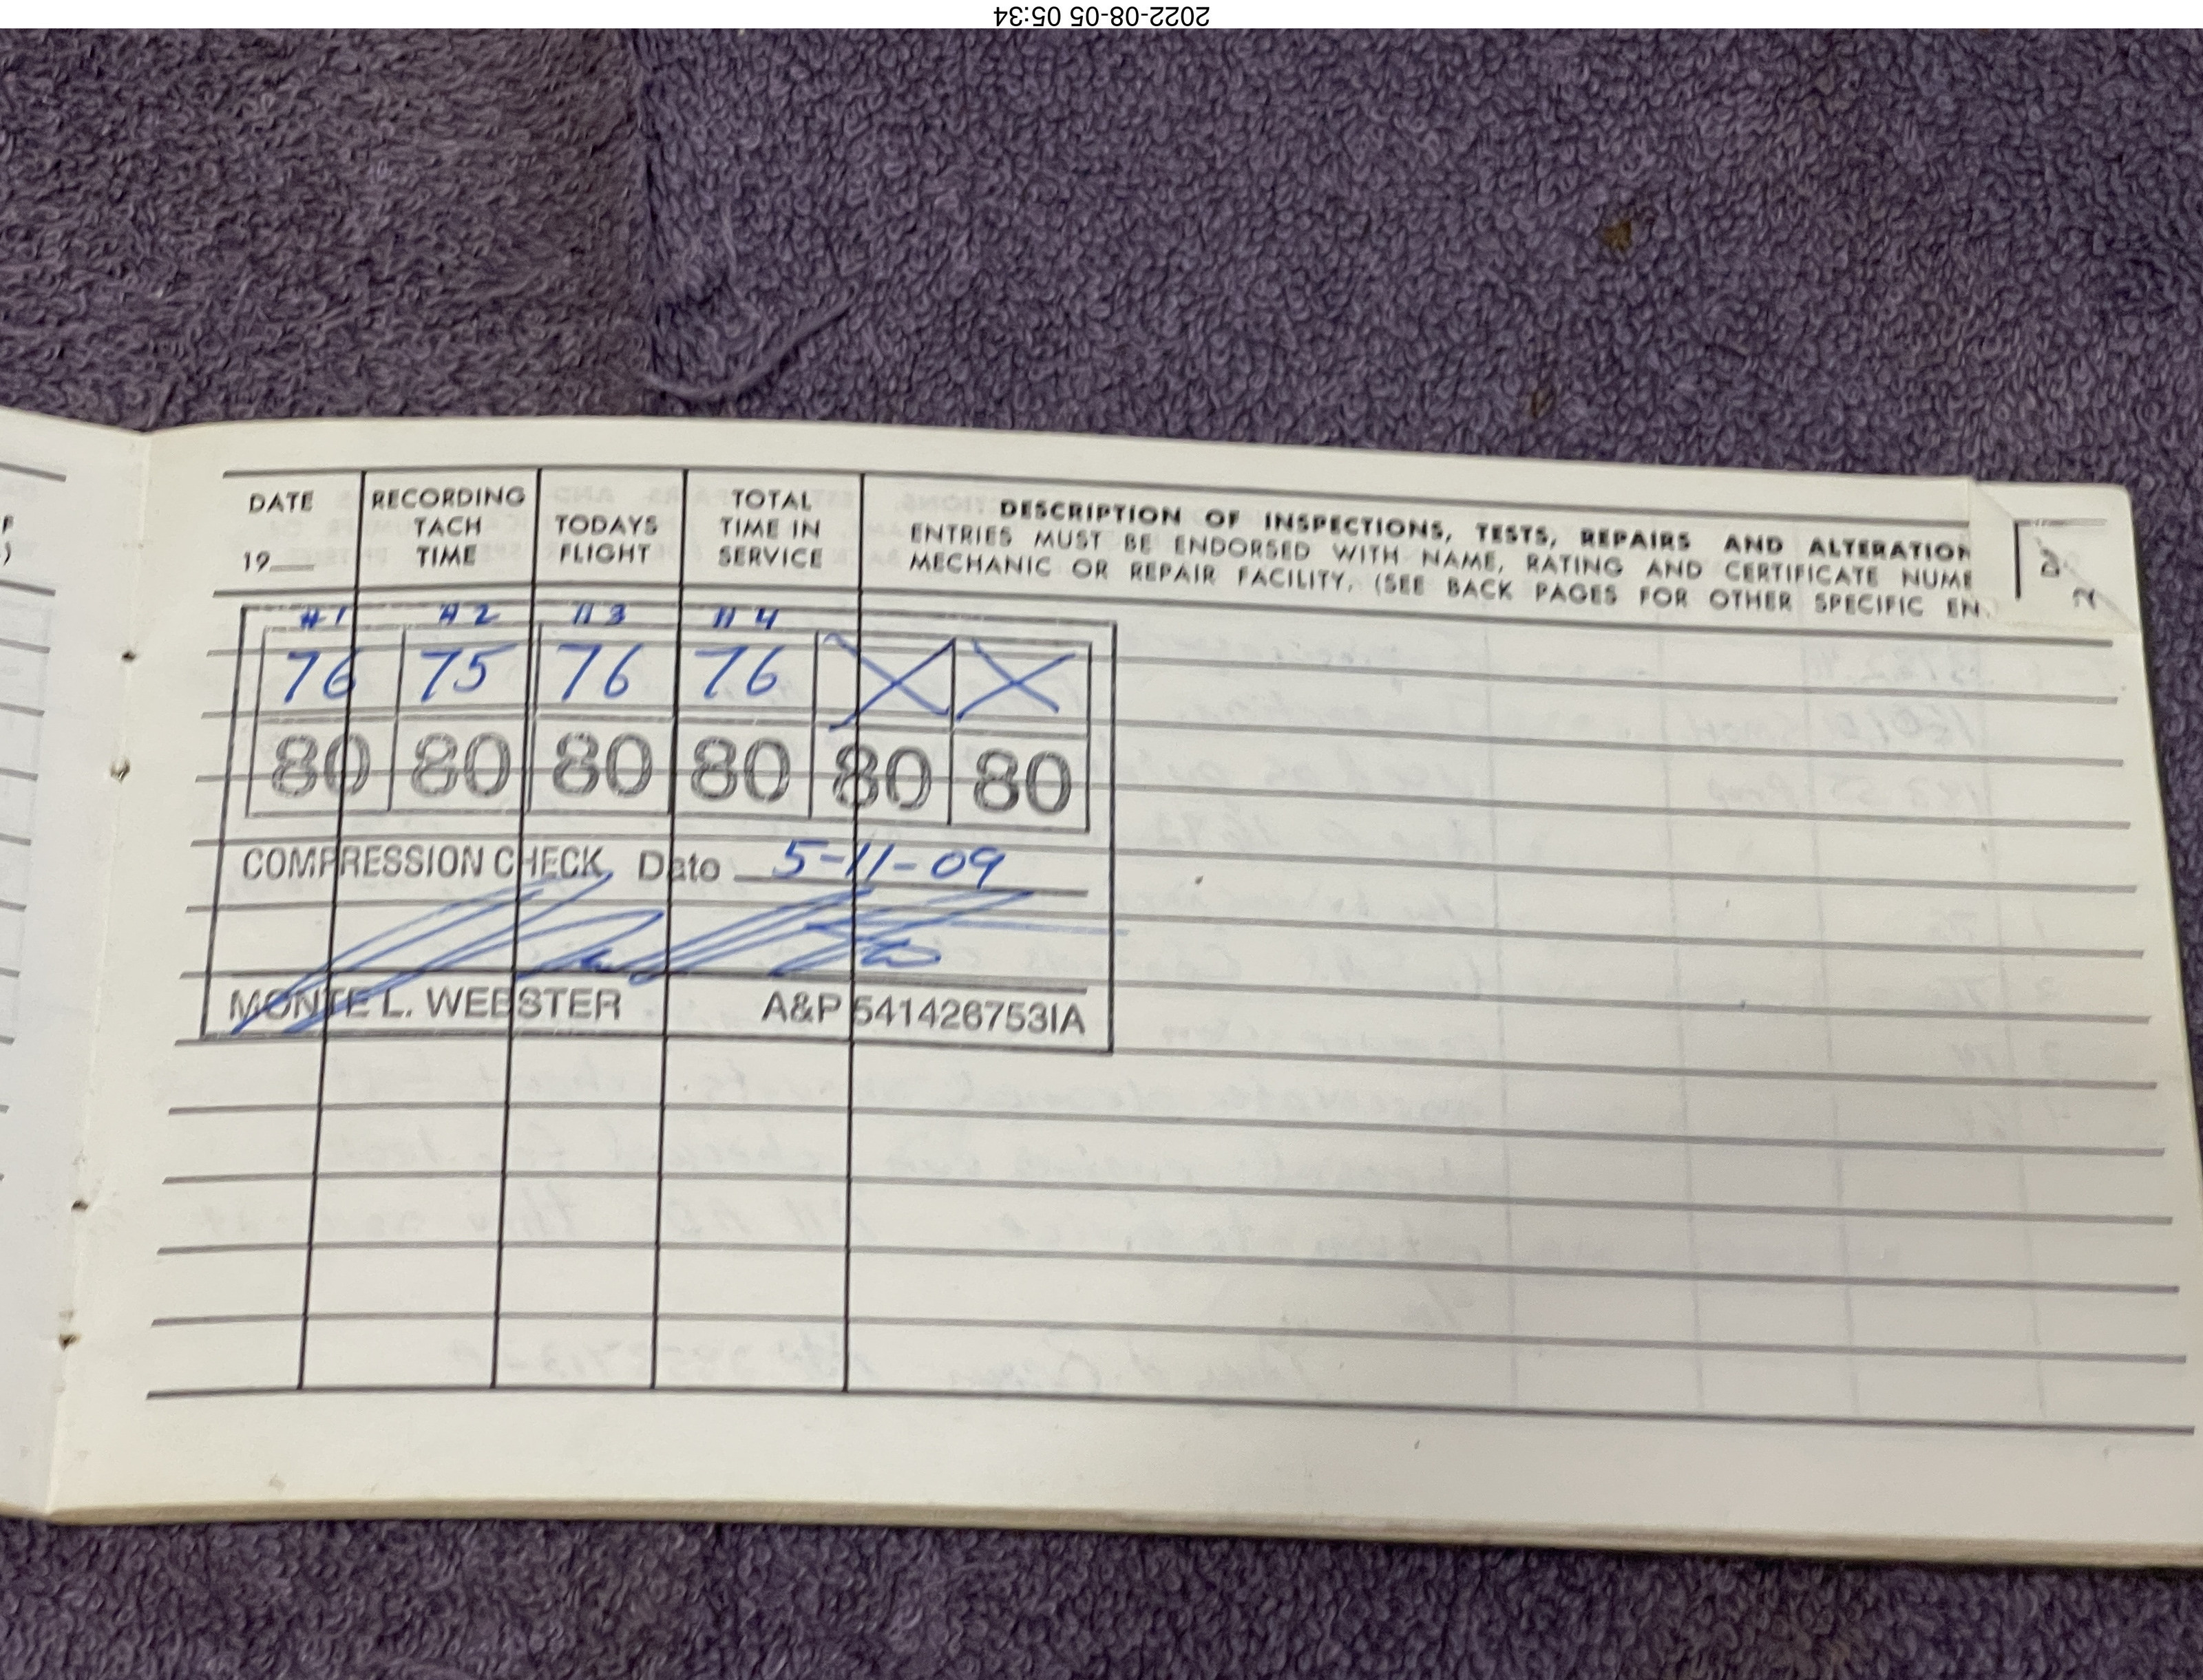 2022-08-05 05:34
DATE
19__
RECORDING
TACH
TIME
TODAYS
FLIGHT
TOTAL
TIME IN
SERVICE
DESCRIPTION OF INSPECTIONS, TESTS, REPAIRS AND ALTERATION
ENTRIES MUST BE ENDORSED WITH NAME, RATING AND CERTIFICATE NUMB
MECHANIC OR REPAIR FACILITY. (SEE BACK PAGES FOR OTHER SPECIFIC EN
#1 #2 #3 #4
76 75 76 76 X X
80 80 80 80 80 80
COMPRESSION CHECK Date 5-11-09
MONTE L. WEBSTER A&P 541426753IA